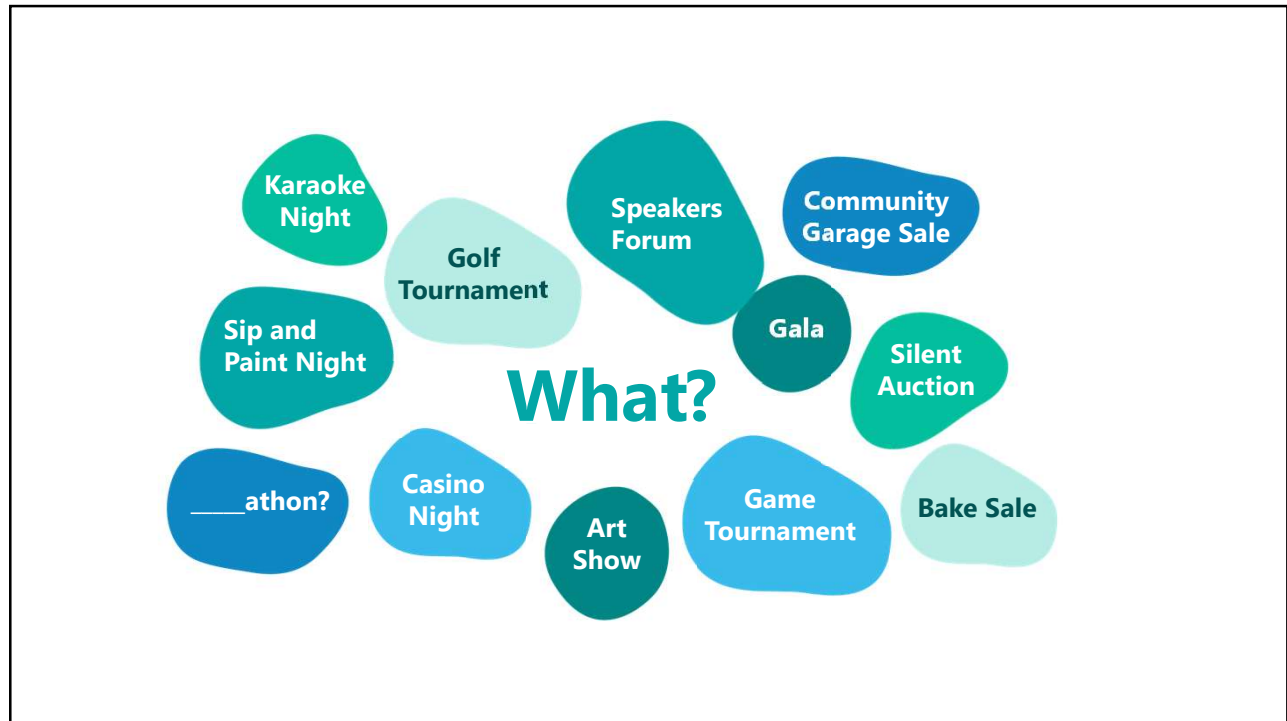 Karaoke
Night
Golf
Tournament
Speakers
Forum
Community
Garage Sale
Sip and
Paint Night
Gala
Silent
Auction
What?
_____athon?
Casino
Night
Art
Show
Game
Tournament
Bake Sale